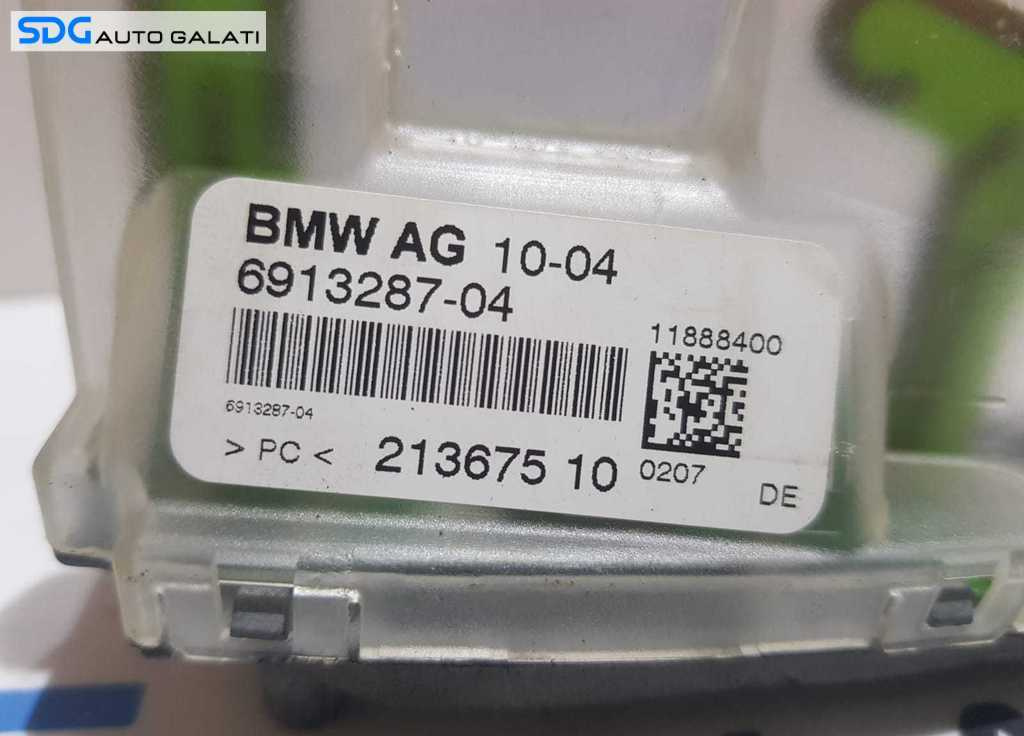 SDG AUTO GALATI
BMW AG 10-04
6913287-04
11888400
6913287-04
> PC < 213675 10
0207
DE